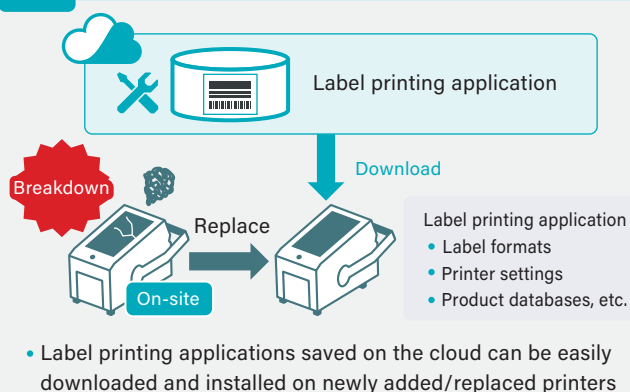 Label printing application
Download
Breakdown
Replace
On-site
Label printing application
• Label formats
• Printer settings
• Product databases, etc.
• Label printing applications saved on the cloud can be easily
downloaded and installed on newly added/replaced printers